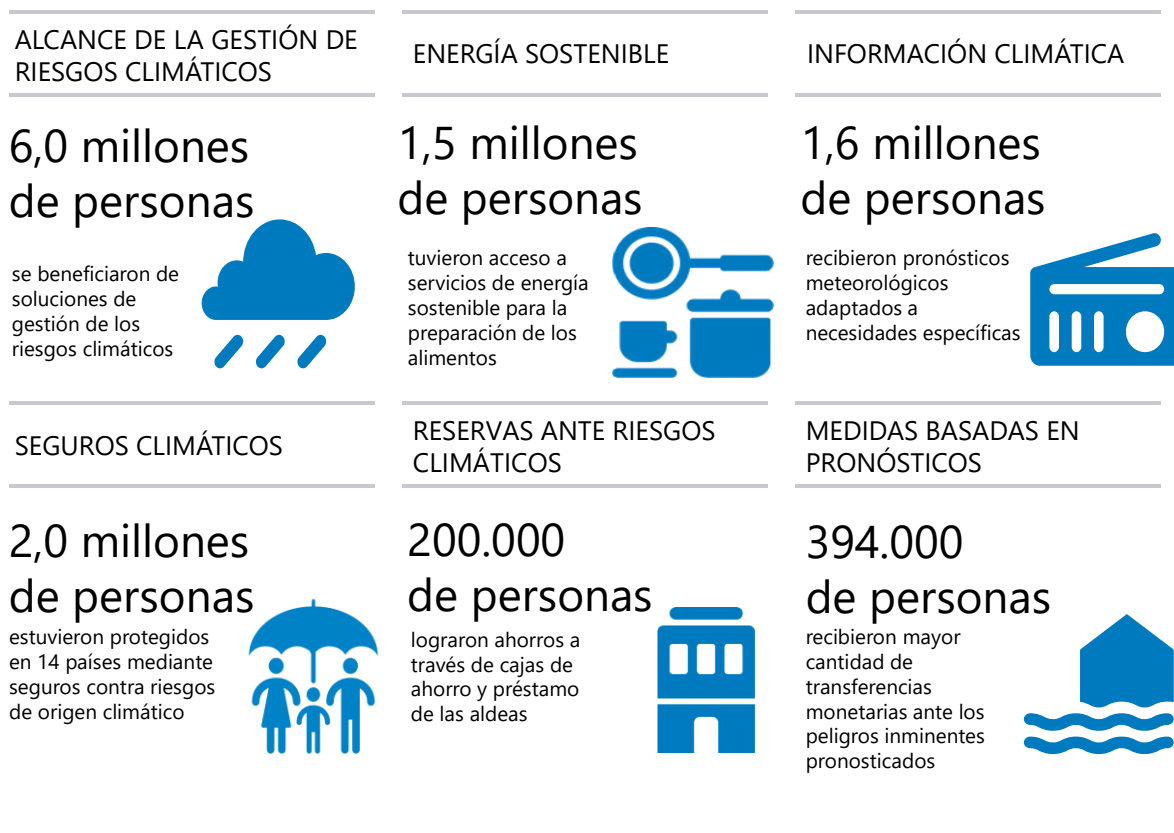 ALCANCE DE LA GESTIÓN DE
RIESGOS CLIMÁTICOS
6,0 millones
de personas
se beneficiaron de
soluciones de
gestión de los
riesgos climáticos
ENERGÍA SOSTENIBLE
1,5 millones
de personas
tuvieron acceso a
servicios de energía
sostenible para la
preparación de los
alimentos
INFORMACIÓN CLIMÁTICA
1,6 millones
de personas
recibieron pronósticos
meteorológicos
adaptados a
necesidades específicas
SEGUROS CLIMÁTICOS
2,0 millones
de personas
estuvieron protegidos
en 14 países mediante
seguros contra riesgos
de origen climático
RESERVAS ANTE RIESGOS
CLIMÁTICOS
200.000
de personas
lograron ahorros a
través de cajas de
ahorro y préstamo
de las aldeas
MEDIDAS BASADAS EN
PRONÓSTICOS
394.000
de personas
recibieron mayor
cantidad de
transferencias
monetarias ante los
peligros inminentes
pronosticados